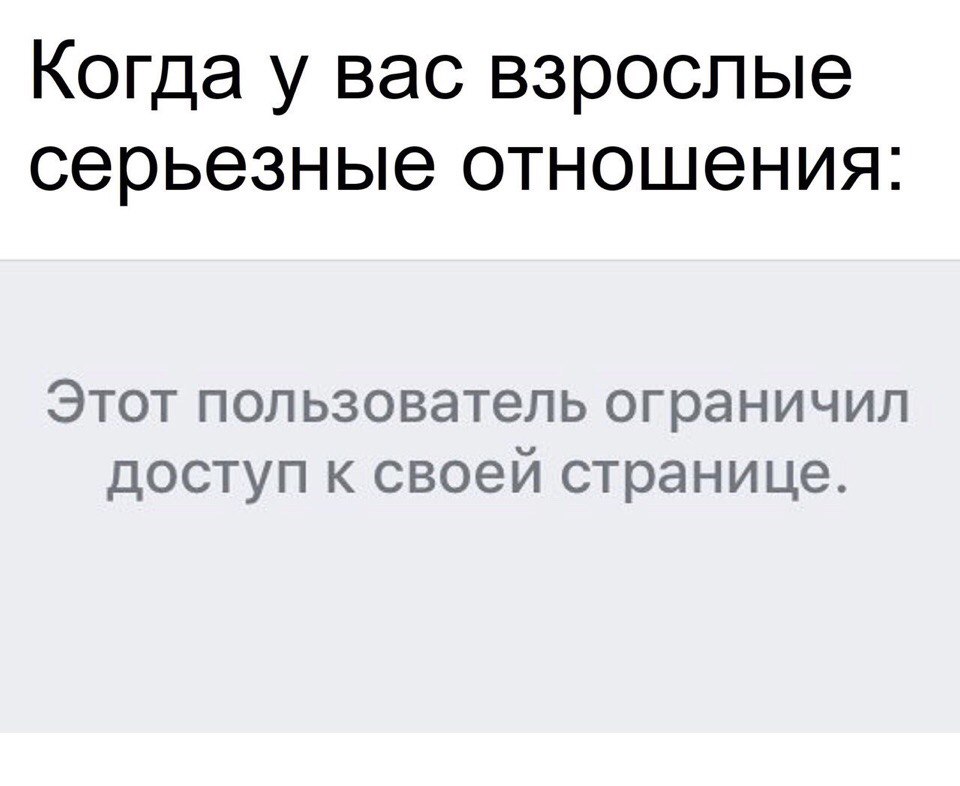 Когда у вас взрослые
серьезные отношения:
Этот пользователь ограничил
доступ к своей странице.